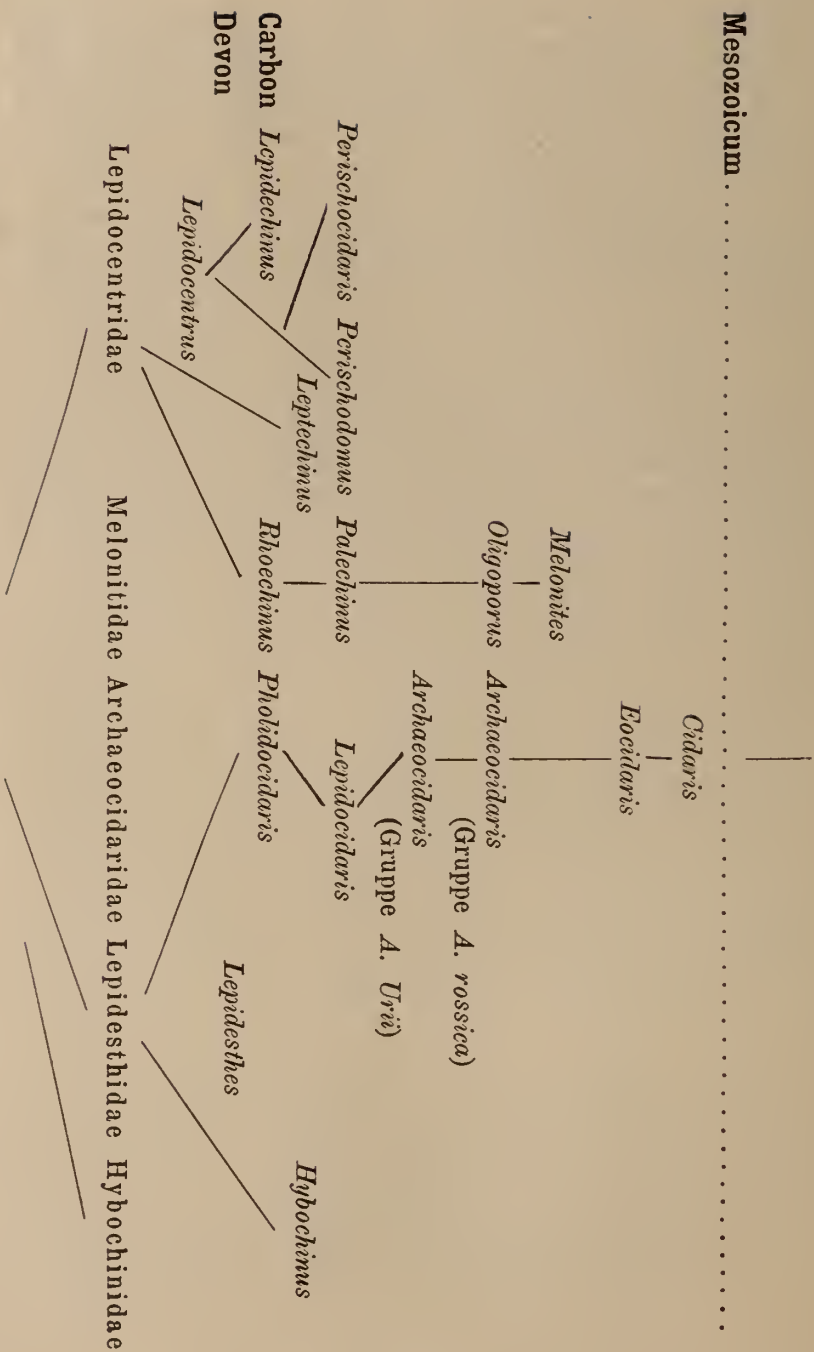 Mesozoicum . . . . . . . . . . . . . . . . . . . . . . . . . . . . . . . . . . . . . . . . . . . . . . . . . .
Cidaris
Eocidaris
Melonites
Oligoporus Archaeocidaris
(Gruppe A. rossica)
Archaeocidaris
(Gruppe A. Urii)
Perischocidaris Perischodomus Palechinus Lepidocidaris
Leptechinus Hybochinus
Carbon Lepidechinus Rhoechinus Pholidocidaris
Devon Lepidesthes
Lepidocentrus
Lepidocentridae Melonitidae Archaeocidaridae Lepidesthidae Hybochinidae